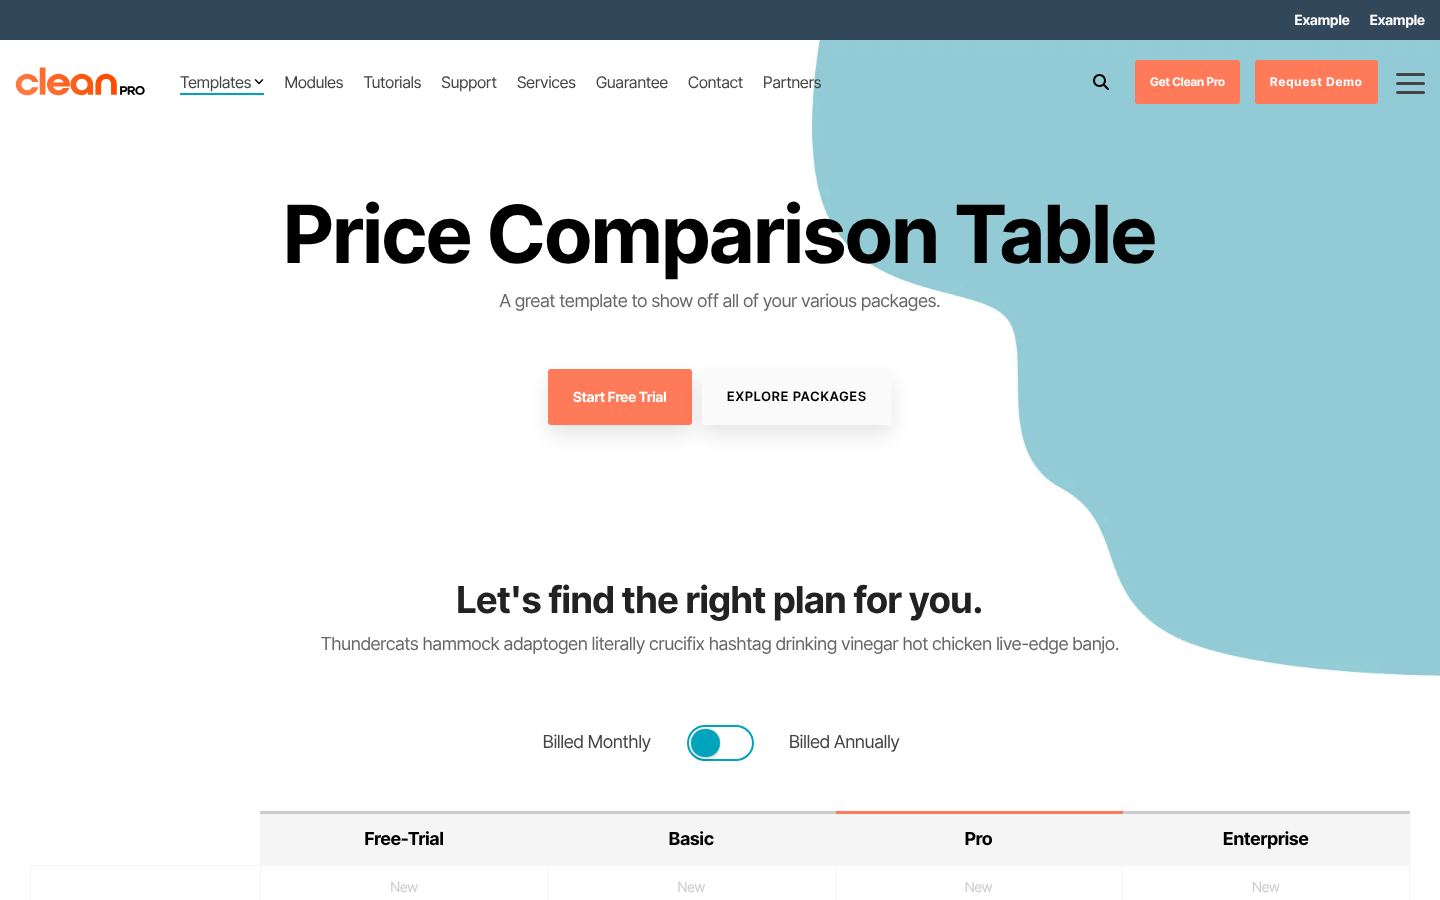 Example Example
clean PRO Templates Modules Tutorials Support Services Guarantee Contact Partners Get Clean Pro Request Demo
Price Comparison Table
A great template to show off all of your various packages.
Start Free Trial EXPLORE PACKAGES
Let's find the right plan for you.
Thundercats hammock adaptogen literally crucifix hashtag drinking vinegar hot chicken live-edge banjo.
Billed Monthly Billed Annually
Free-Trial Basic Pro Enterprise
New New New New